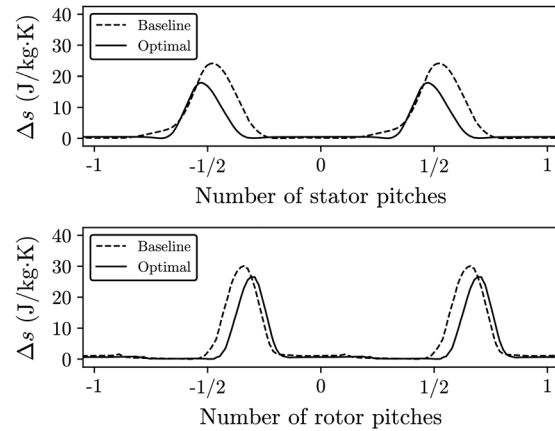 40
30
20
10
0
Δs (J/kg·K)
Baseline
Optimal
-1
-1/2
0
1/2
1
Number of stator pitches
40
30
20
10
0
Δs (J/kg·K)
Baseline
Optimal
-1
-1/2
0
1/2
1
Number of rotor pitches